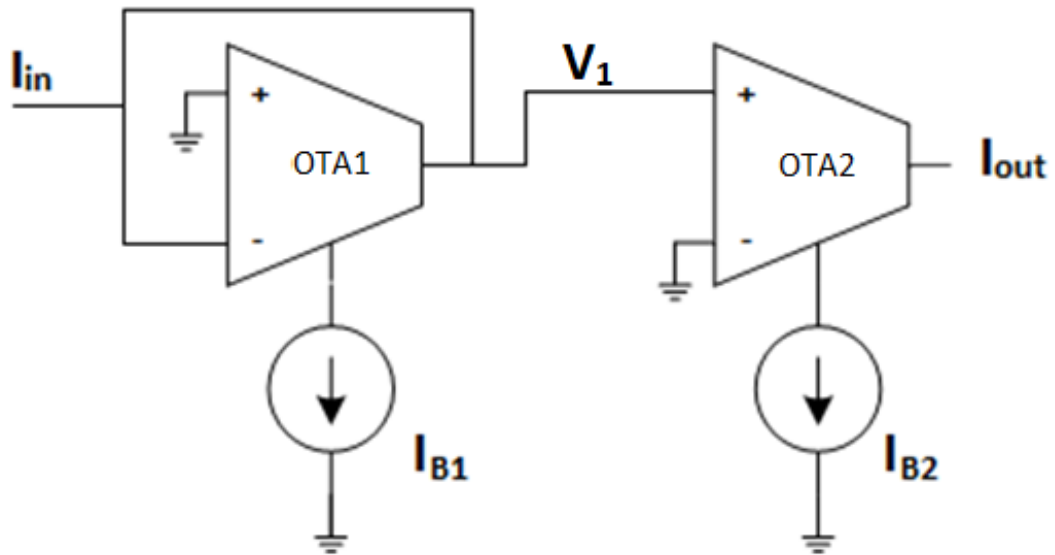 I_in
+
-
OTA1
I_B1
V_1
+
-
OTA2
I_out
I_B2